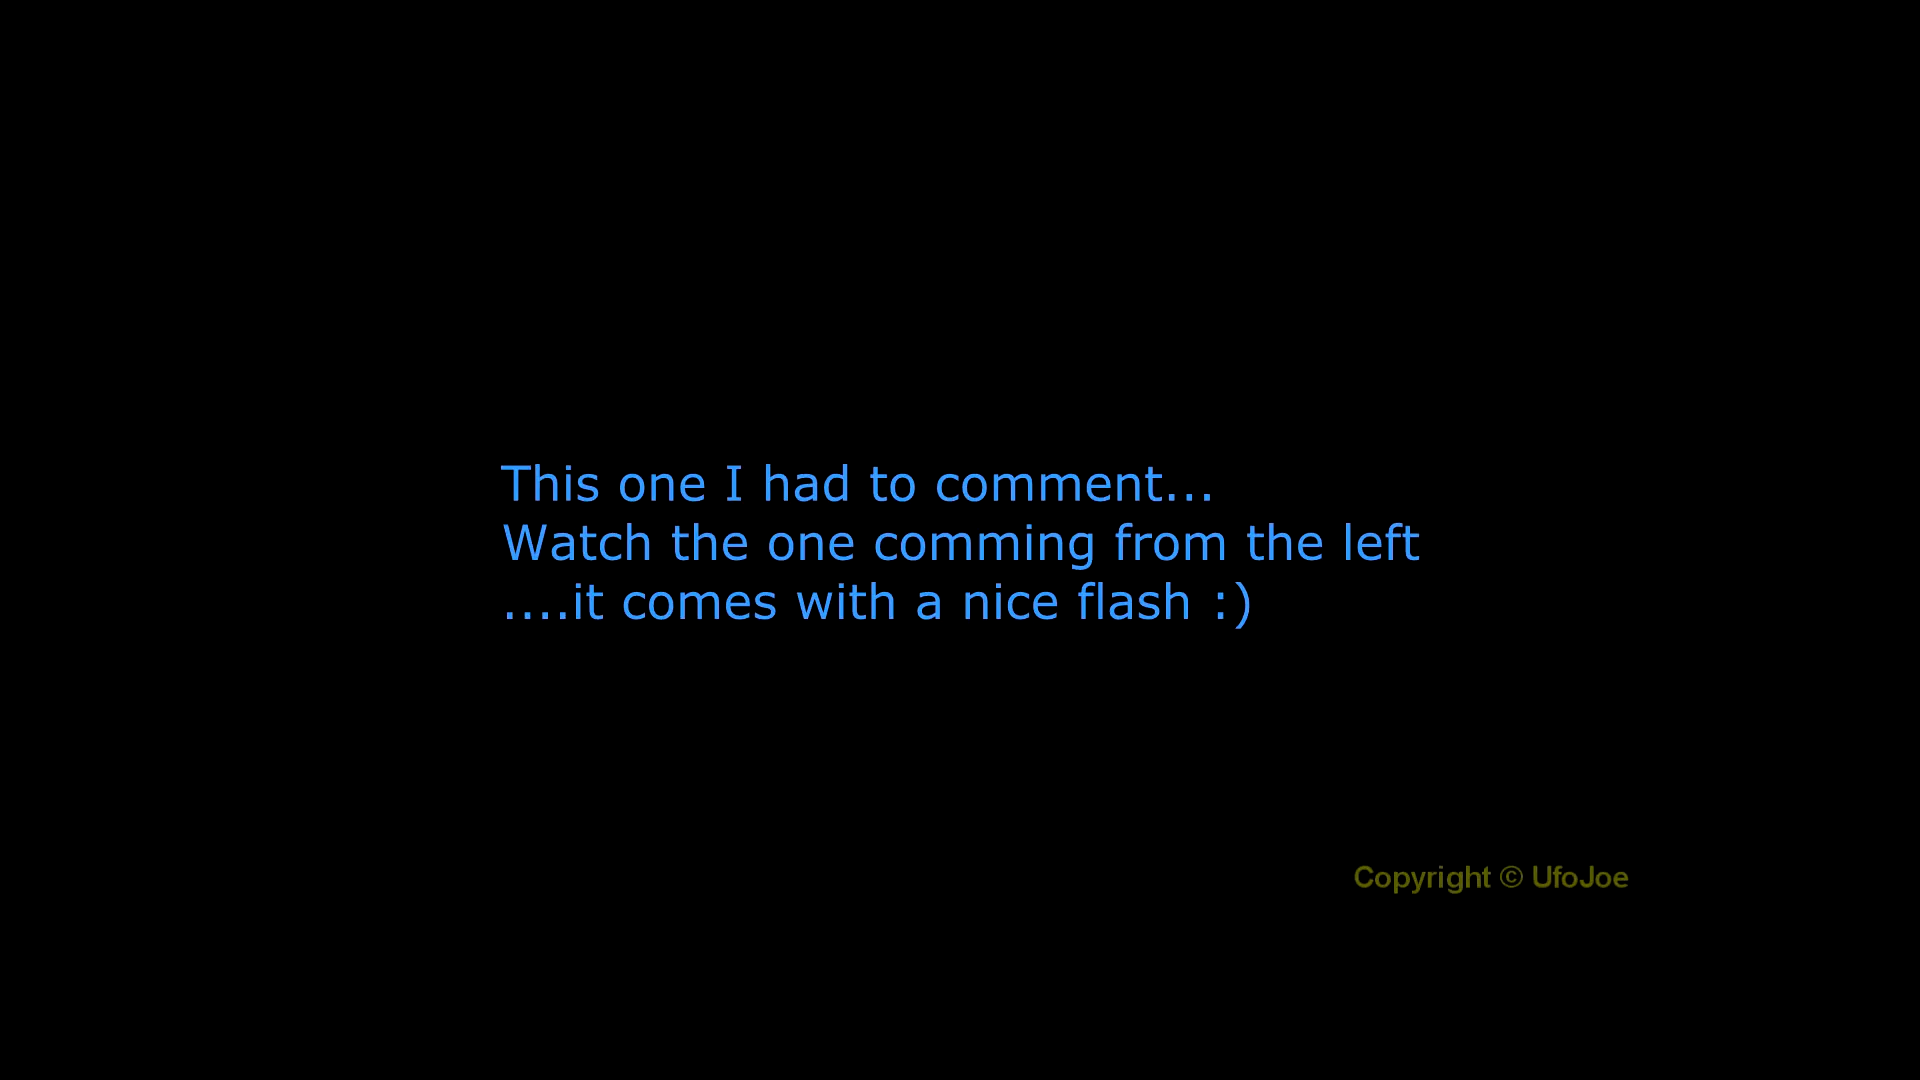 This one I had to comment...
Watch the one comming from the left
....it comes with a nice flash :)
Copyright © UfoJoe